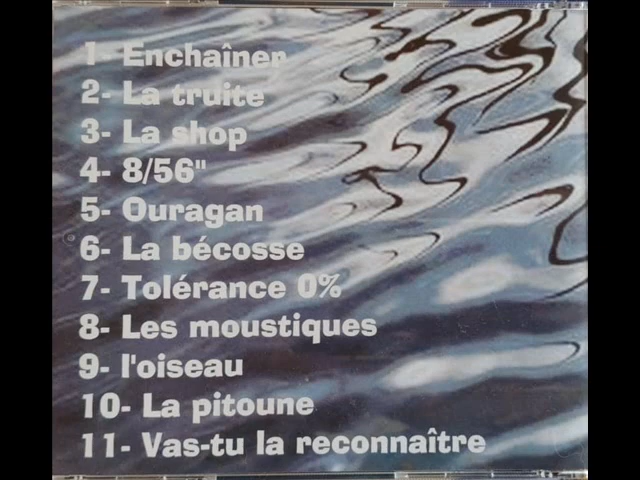 1- Enchaîner
2- La truite
3- La shop
4- 8/56"
5- Ouragan
6- La bécosse
7- Tolérance 0%
8- Les moustiques
9- l'oiseau
10- La pitoune
11- Vas-tu la reconnaître